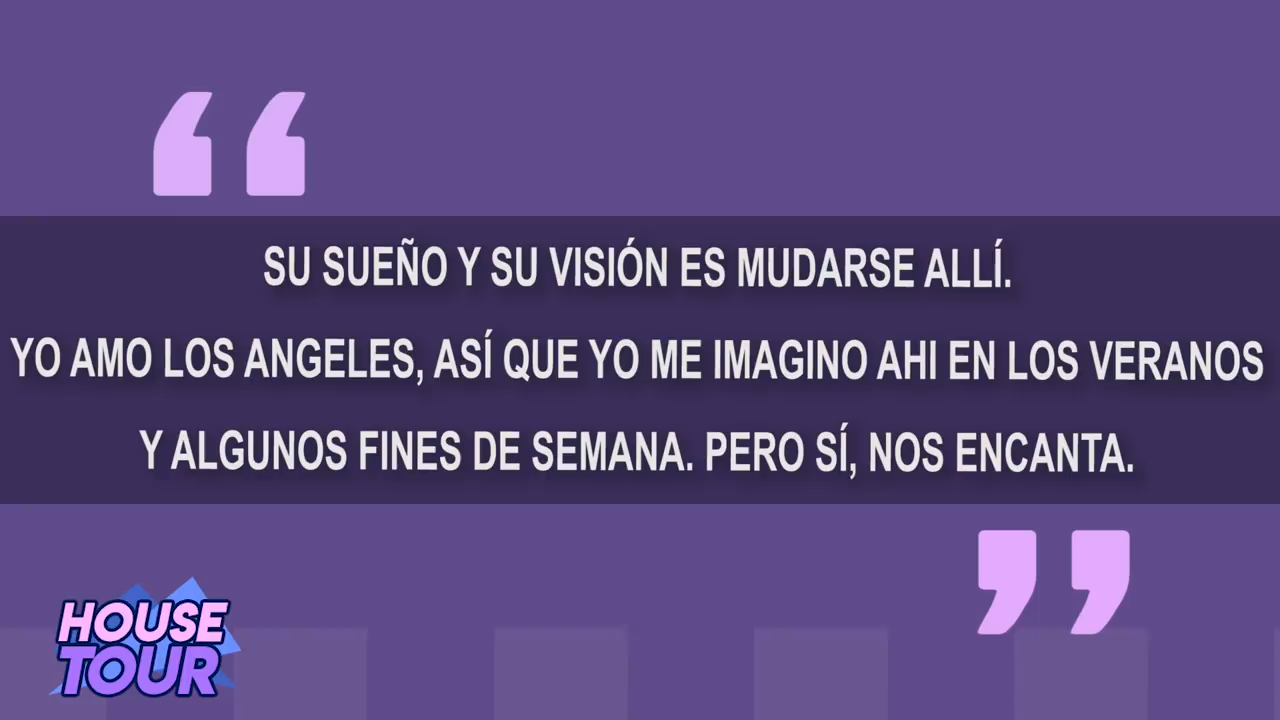 SU SUEÑO Y SU VISIÓN ES MUDARSE ALLÍ.
YO AMO LOS ANGELES, ASÍ QUE YO ME IMAGINO AHI EN LOS VERANOS
Y ALGUNOS FINES DE SEMANA. PERO SÍ, NOS ENCANTA.
HOUSE
TOUR